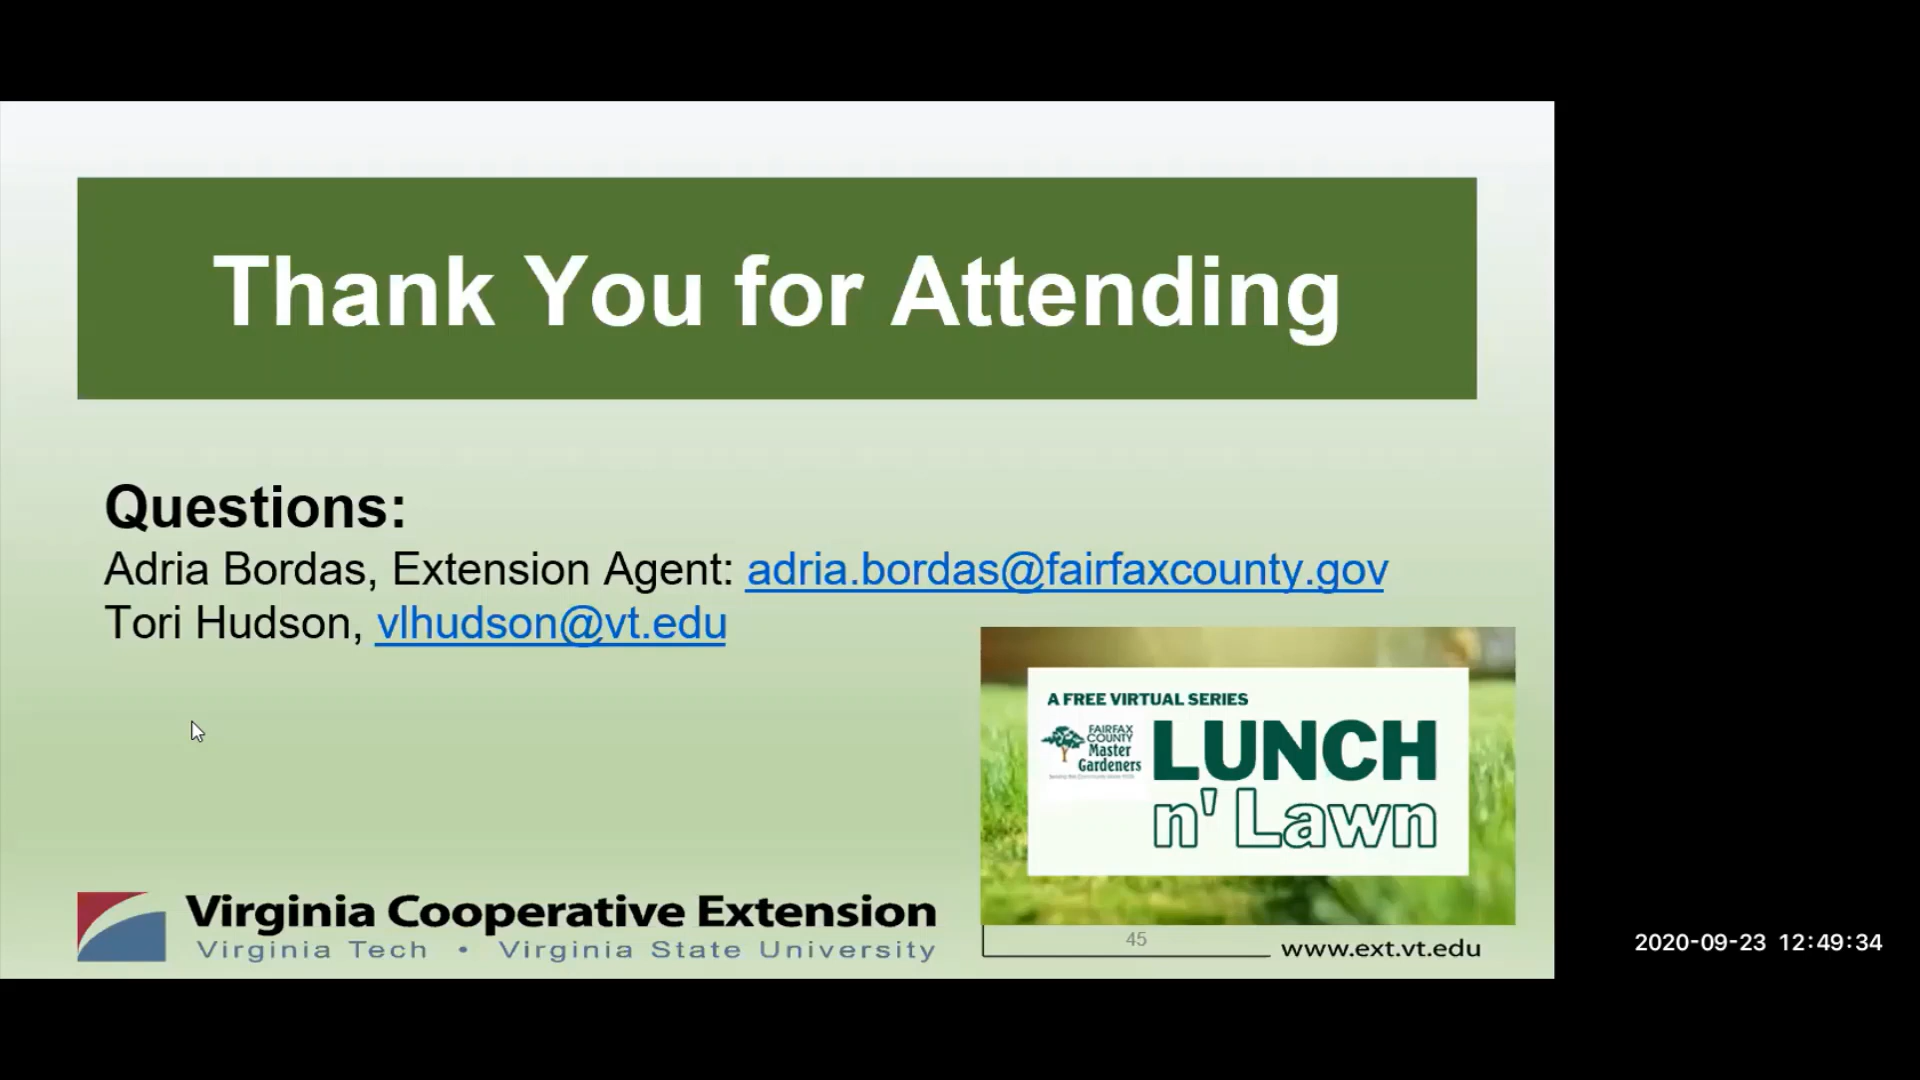 Thank You for Attending
Questions:
Adria Bordas, Extension Agent: adria.bordas@fairfaxcounty.gov
Tori Hudson, vlhudson@vt.edu
A FREE VIRTUAL SERIES
FAIRFAX
COUNTY
Master
Gardeners
LUNCH
n' Lawn
Virginia Cooperative Extension
Virginia Tech • Virginia State University
45
www.ext.vt.edu
2020-09-23 12:49:34